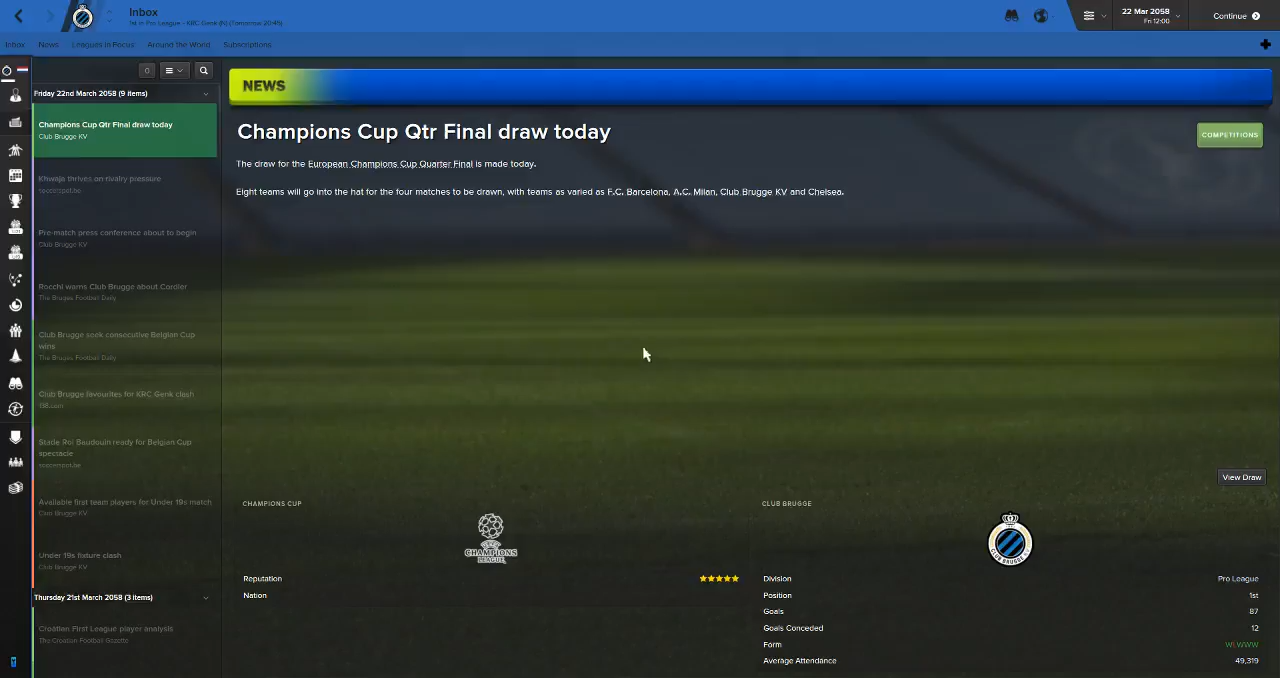 Inbox
1st in Pro League - KRC Genk (N) (Tomorrow 20:45)
22 Mar 2058
Fri 12:00
Continue
Inbox
News
Leagues in Focus
Around the World
Subscriptions
0
Friday 22nd March 2058 (9 items)
Champions Cup Qtr Final draw today
Club Brugge KV
Khwaja thrives on rivalry pressure
soccerspot.be
Pre-match press conference about to begin
Club Brugge KV
Rocchi warns Club Brugge about Cordier
The Bruges Football Daily
Club Brugge seek consecutive Belgian Cup
wins
The Bruges Football Daily
Club Brugge favourites for KRC Genk clash
Stade Roi Baudouin ready for Belgian Cup
spectacle
soccerspot.be
Available first team players for Under 19s match
Club Brugge KV
Under 19s fixture clash
Club Brugge KV
Thursday 21st March 2058 (3 items)
Croatian First League player analysis
The Croatian Football Gazette
NEWS
Champions Cup Qtr Final draw today
COMPETITIONS
The draw for the European Champions Cup Quarter Final is made today.
Eight teams will go into the hat for the four matches to be drawn, with teams as varied as F.C. Barcelona, A.C. Milan, Club Brugge KV and Chelsea.
View Draw
CHAMPIONS CUP
CHAMPIONS
LEAGUE
Reputation
Nation
CLUB BRUGGE
CLUB BRUGGE
Division Pro League
Position 1st
Goals 87
Goals Conceded 12
Form
Average Attendance 49,319